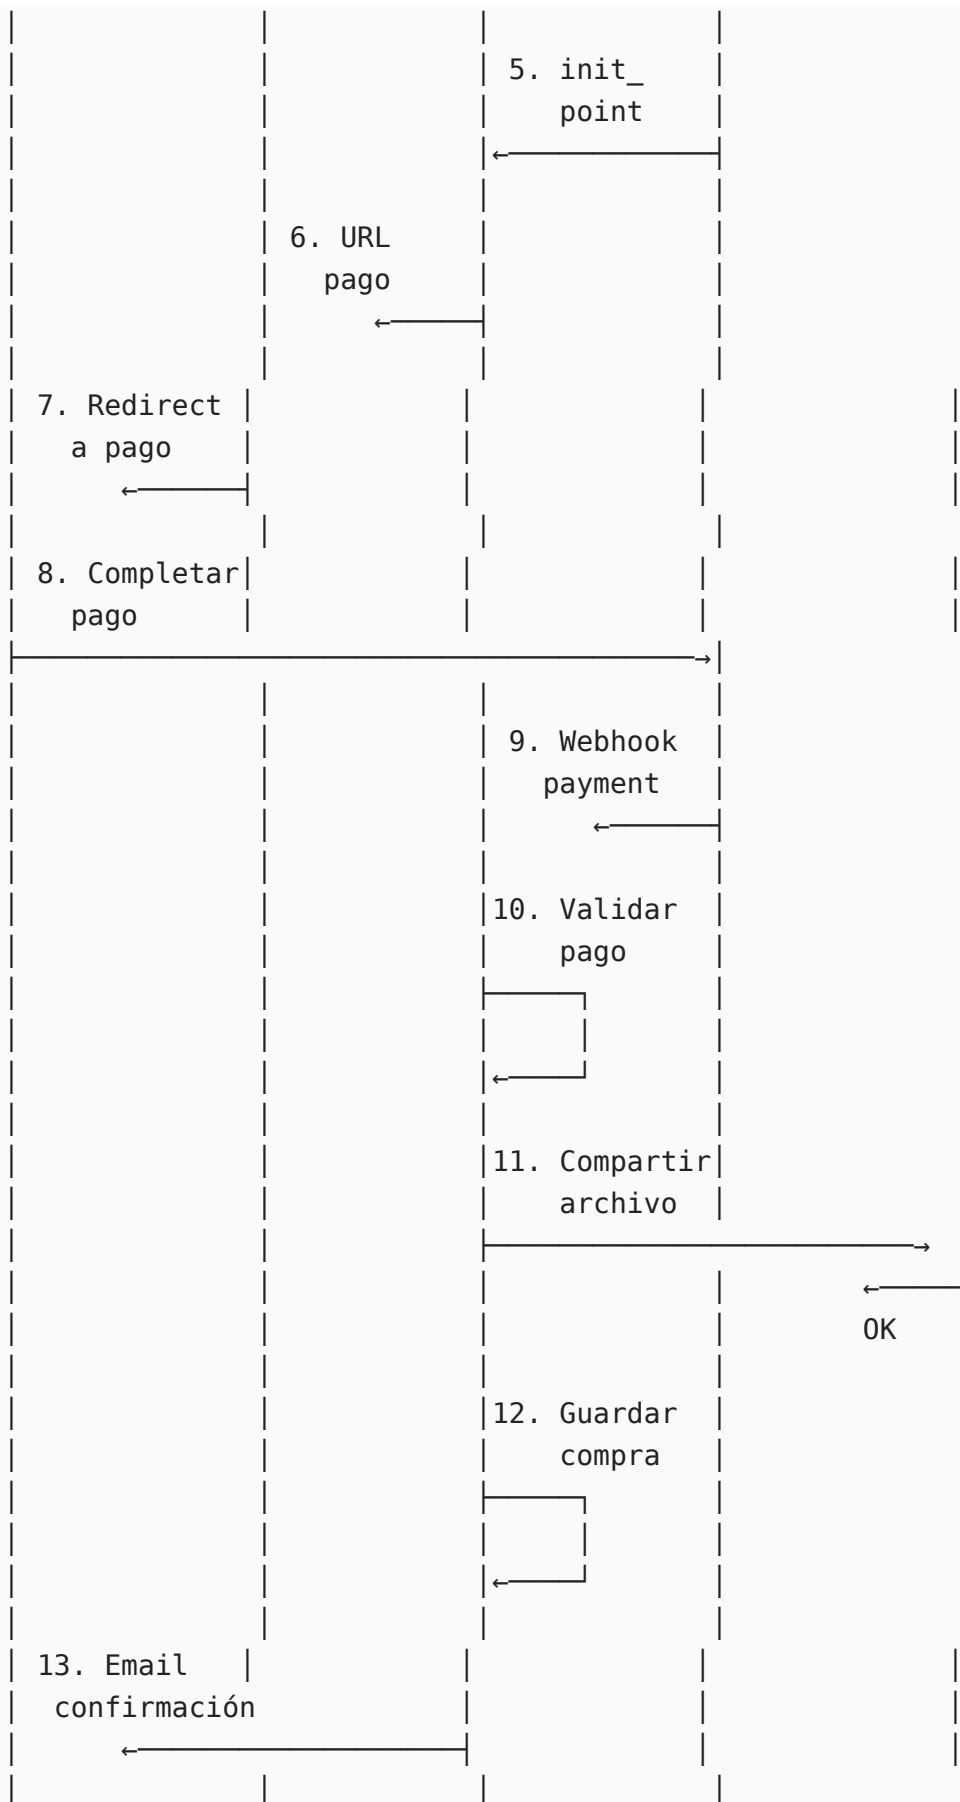 5. init_
point
6. URL
pago
7. Redirect
a pago
8. Completar
pago
9. Webhook
payment
10. Validar
pago
11. Compartir
archivo
OK
12. Guardar
compra
13. Email
confirmación